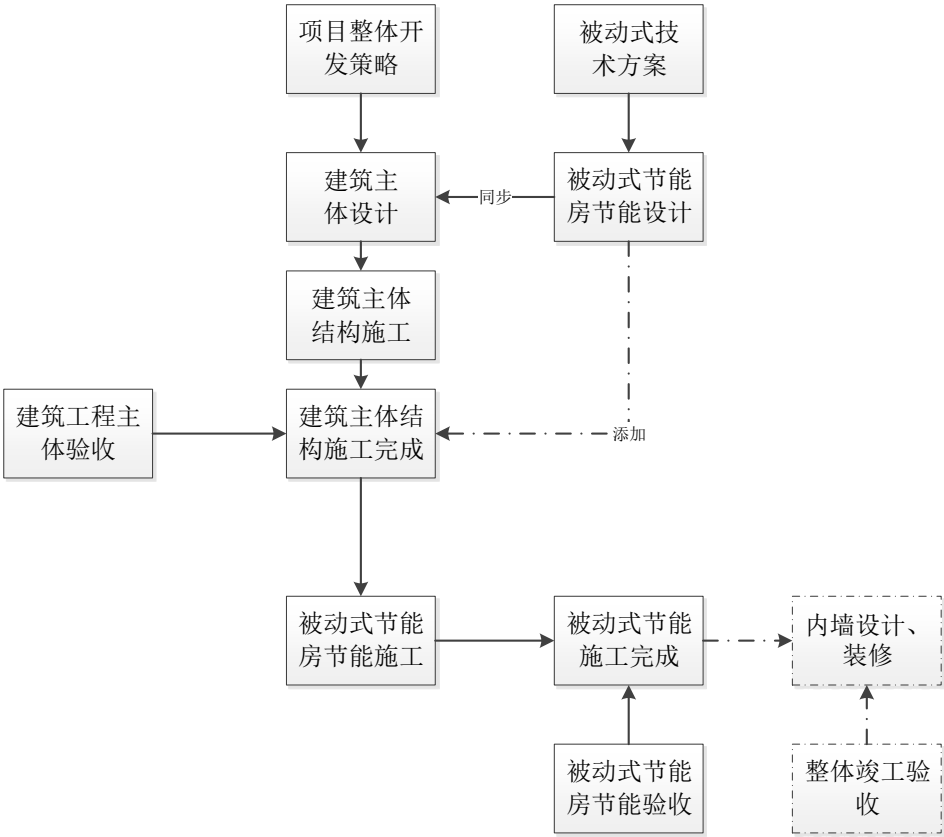 项目整体开
发策略
被动式技
术方案
建筑主
体设计
同步
被动式节能
房节能设计
建筑主体
结构施工
建筑工程主
体验收
建筑主体结
构施工完成
添加
被动式节能
房节能施工
被动式节能
施工完成
内墙设计、
装修
被动式节能
房节能验收
整体竣工验
收